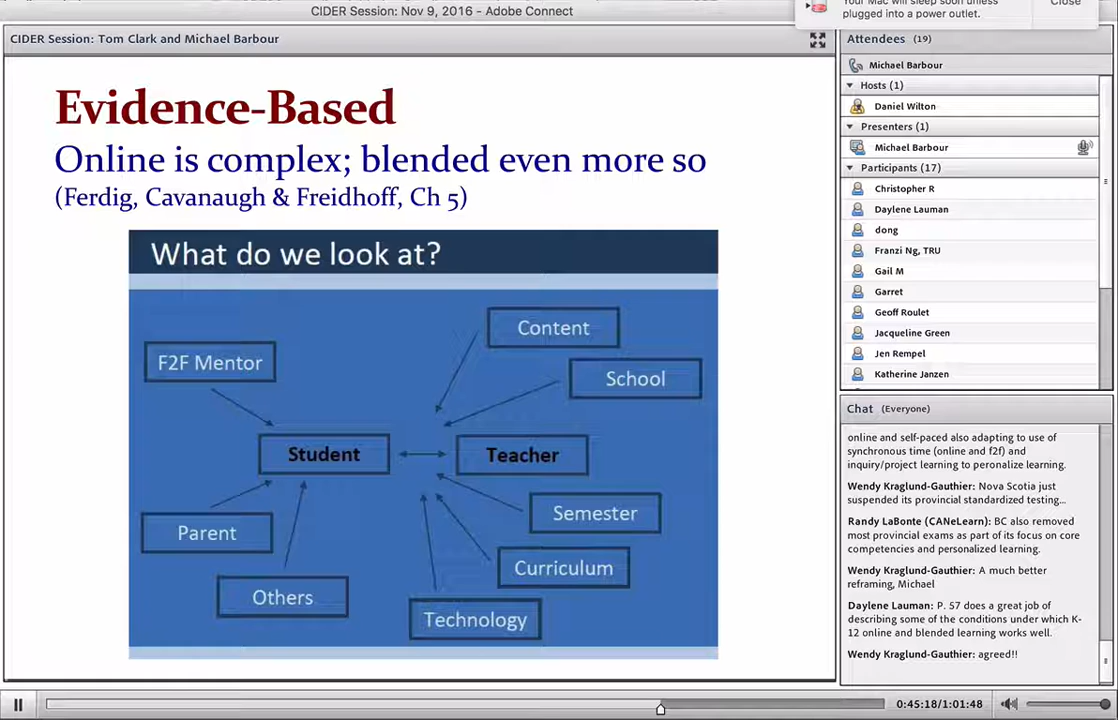 CIDER Session: Nov 9, 2016 - Adobe Connect
Your Mac will sleep soon unless
plugged into a power outlet.
Close
CIDER Session: Tom Clark and Michael Barbour
Evidence-Based
Online is complex; blended even more so
(Ferdig, Cavanaugh & Freidhoff, Ch 5)
What do we look at?
Content
F2F Mentor
School
Student
Teacher
Semester
Parent
Curriculum
Others
Technology
Attendees (19)
Michael Barbour
Hosts (1)
Daniel Wilton
Presenters (1)
Michael Barbour
Participants (17)
Christopher R
Daylene Lauman
dong
Franzi Ng, TRU
Gail M
Garret
Geoff Roulet
Jacqueline Green
Jen Rempel
Katherine Janzen
Chat (Everyone)
online and self-paced also adapting to use of
synchronous time (online and f2f) and
inquiry/project learning to peronalize learning.
Wendy Kraglund-Gauthier: Nova Scotia just
suspended its provincial standardized testing...
Randy LaBonte (CANeLearn): BC also removed
most provincial exams as part of its focus on core
competencies and personalized learning.
Wendy Kraglund-Gauthier: A much better
reframing, Michael
Daylene Lauman: P. 57 does a great job of
describing some of the conditions under which K-
12 online and blended learning works well.
Wendy Kraglund-Gauthier: agreed!!
0:45:18/1:01:48